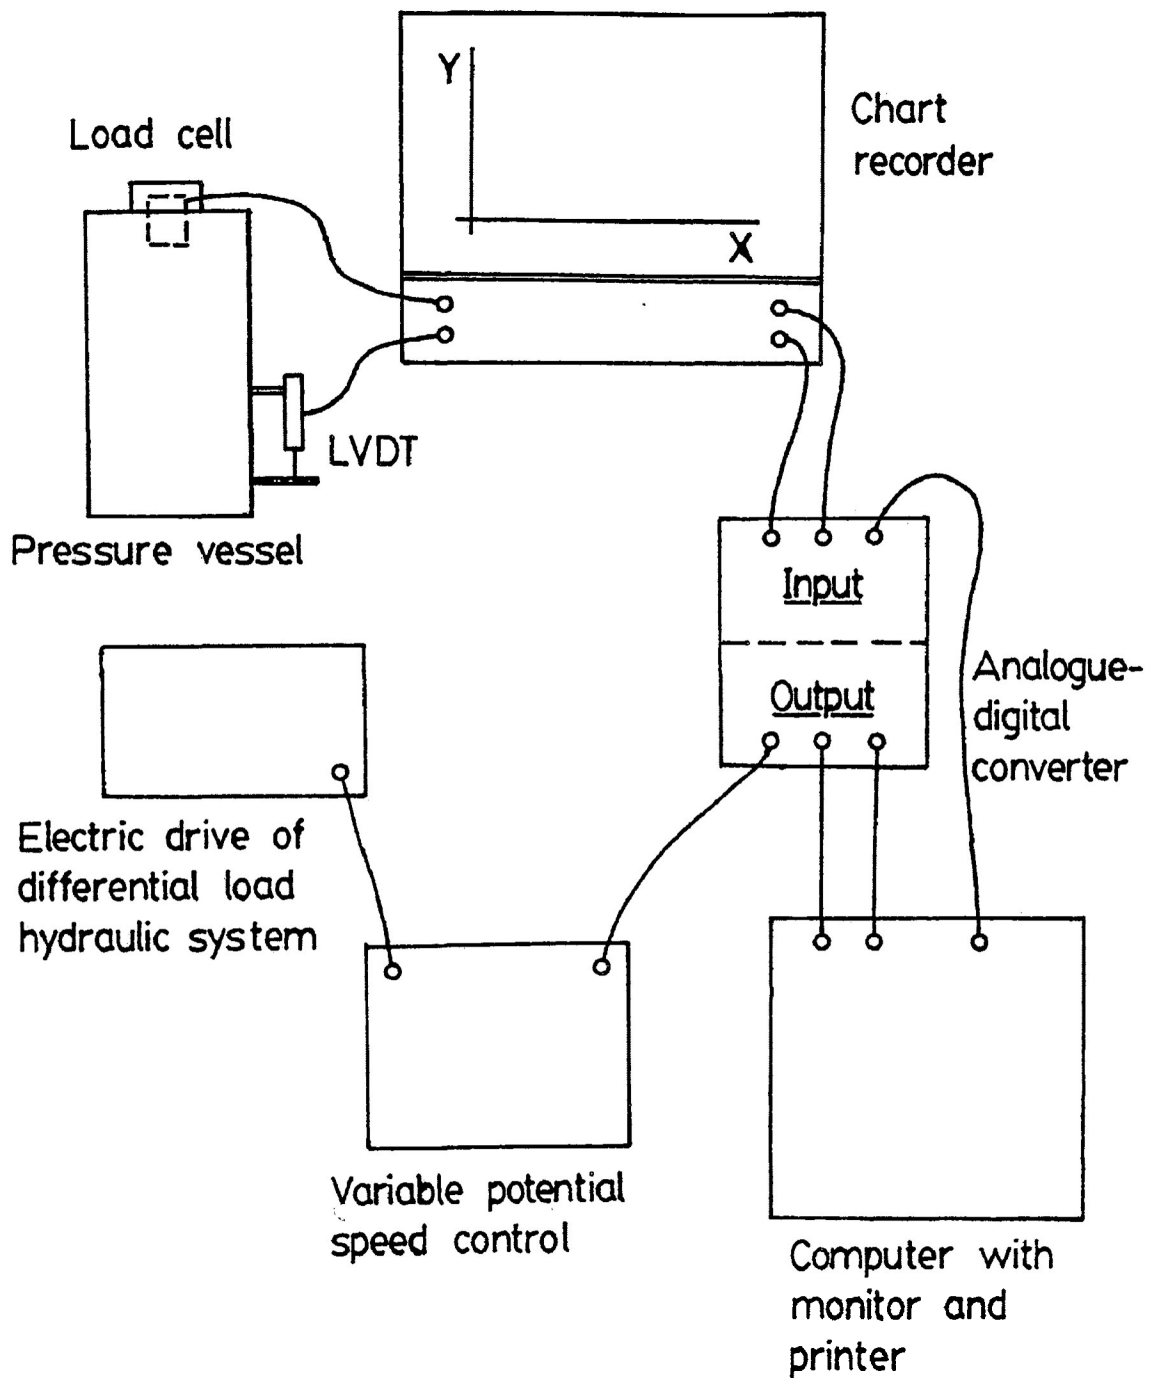 Y
Chart
recorder
Load cell
X
LVDT
Pressure vessel
Input
Output
Analogue-
digital
converter
Electric drive of
differential load
hydraulic system
Variable potential
speed control
Computer with
monitor and
printer